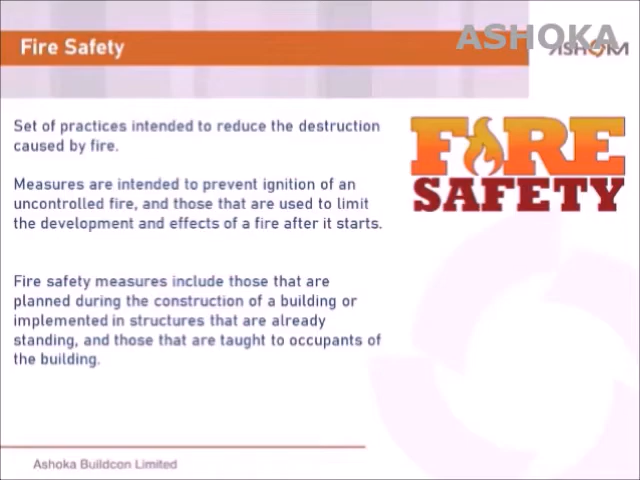 ASHOKA
Fire Safety
ASHOKA
Set of practices intended to reduce the destruction
caused by fire.
FIRE
SAFETY
Measures are intended to prevent ignition of an
uncontrolled fire, and those that are used to limit
the development and effects of a fire after it starts.
Fire safety measures include those that are
planned during the construction of a building or
implemented in structures that are already
standing, and those that are taught to occupants of
the building.
Ashoka Buildcon Limited